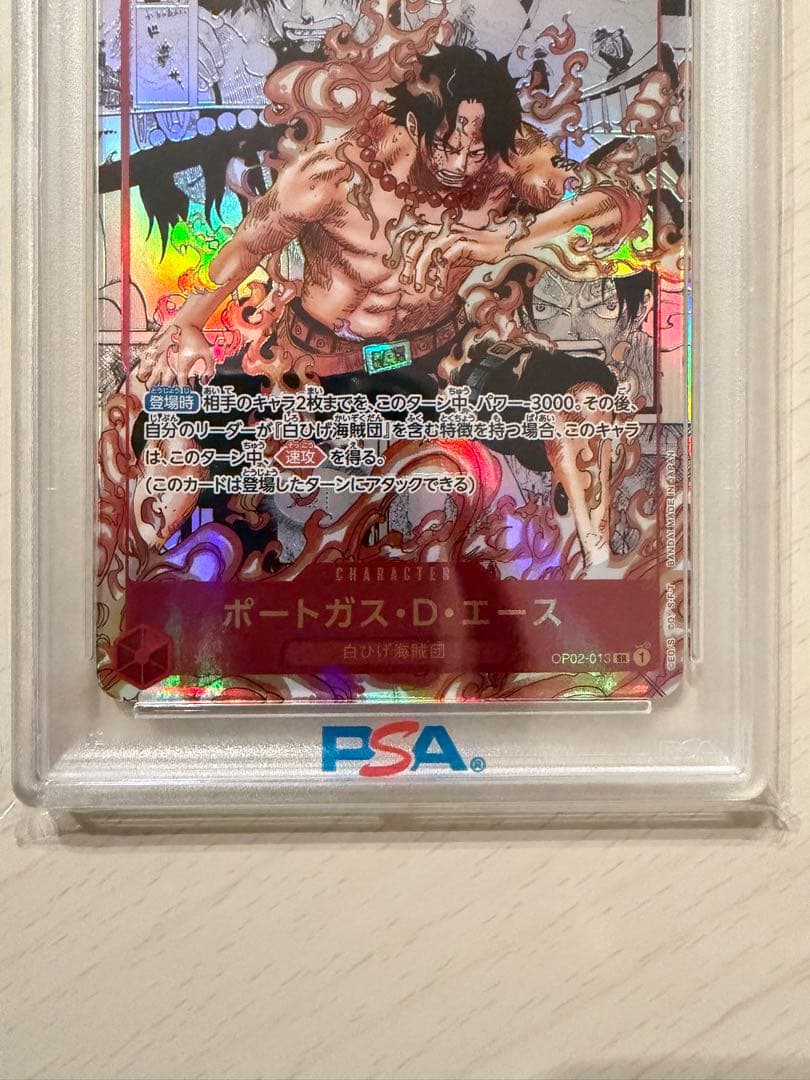 登場時 相手のキャラ2枚までを、このターン中、パワー-3000。その後、
自分のリーダーが『白ひげ海賊団』を含む特徴を持つ場合、このキャラ
は、このターン中、速攻 を得る。
(このカードは登場したターンにアタックできる)
CHARACTER
ポートガス・D・エース
白ひげ海賊団
OP02-013 SR 1
PSA®